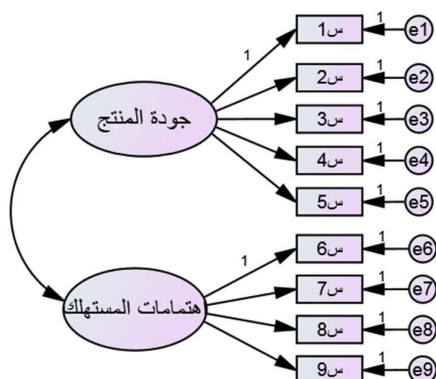 1
س1
1
e1
س2
1
e2
جودة المنتج
س3
1
e3
س4
1
e4
س5
1
e5
1
س6
1
e6
س7
1
e7
هتمامات المستهلك
س8
1
e8
س9
1
e9